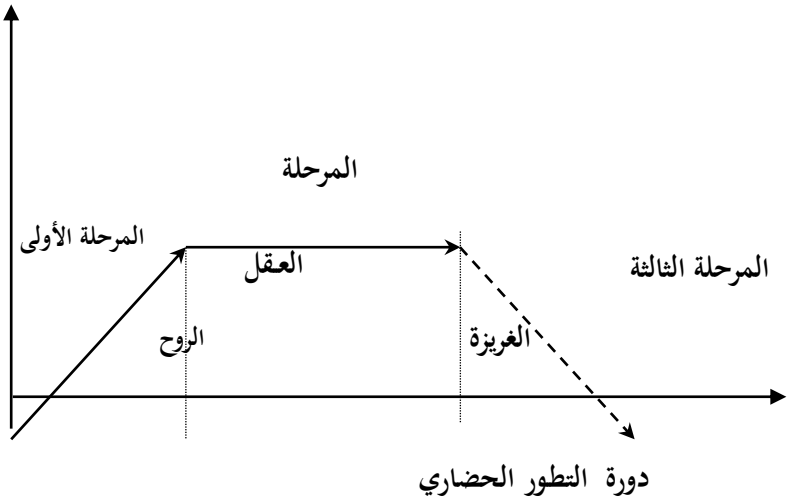 المرحلة
المرحلة الأولى
العقل
المرحلة الثالثة
الروح
الغريزة
دورة التطور الحضاري